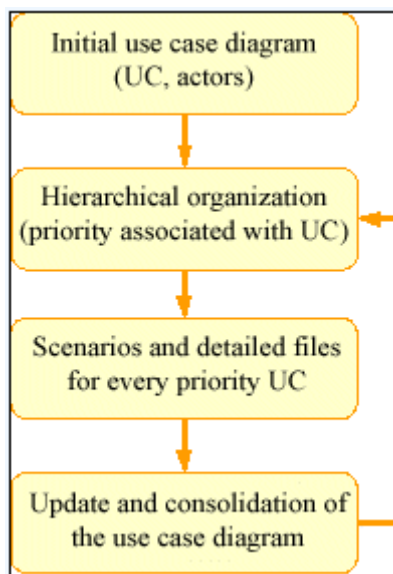 Initial use case diagram
(UC, actors)
Hierarchical organization
(priority associated with UC)
Scenarios and detailed files
for every priority UC
Update and consolidation of
the use case diagram